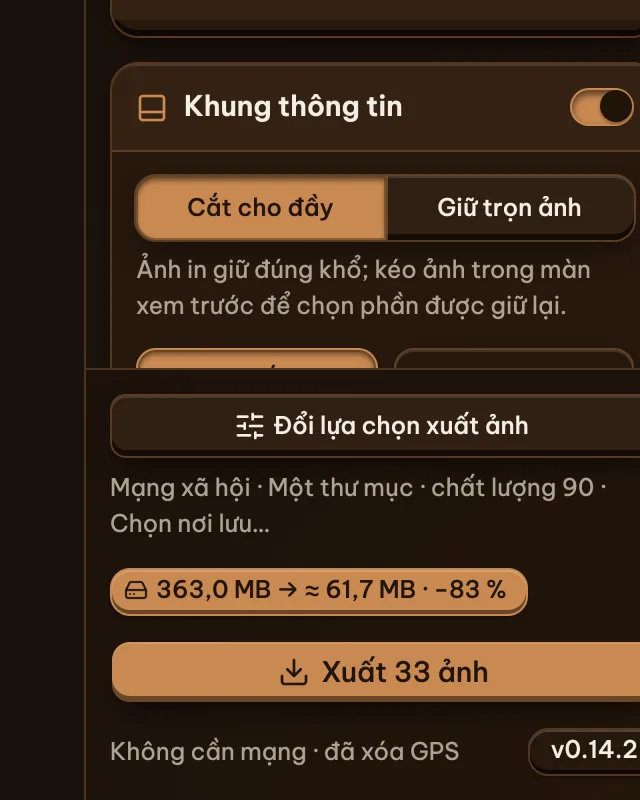 Khung thông tin
Cắt cho đầy
Giữ trọn ảnh
Ảnh in giữ đúng khổ; kéo ảnh trong màn
xem trước để chọn phần được giữ lại.
Đổi lựa chọn xuất ảnh
Mạng xã hội · Một thư mục · chất lượng 90 ·
Chọn nơi lưu…
363,0 MB → ≈ 61,7 MB · −83 %
Xuất 33 ảnh
Không cần mạng · đã xóa GPS
v0.14.2